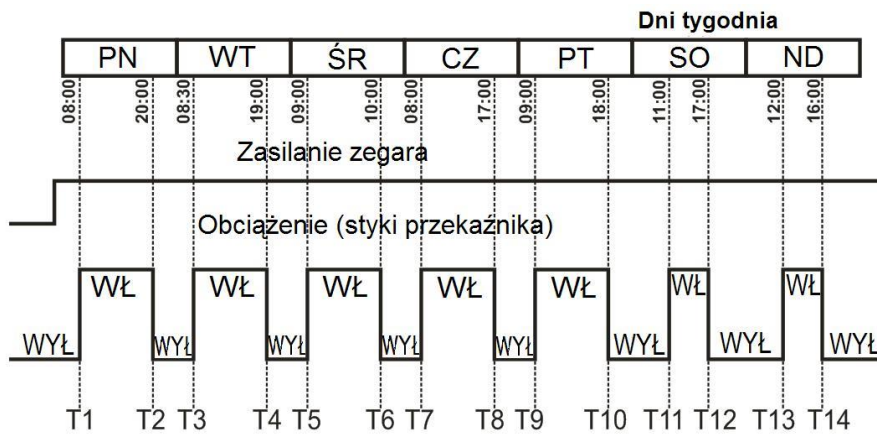 Dni tygodnia
PN WT ŚR CZ PT SO ND
08:00 20:00 08:30 19:00 09:00 10:00 08:00 17:00 09:00 18:00 11:00 17:00 12:00 16:00
Zasilanie zegara
Obciążenie (styki przekaźnika)
WŁ WŁ WŁ WŁ WŁ WŁ WŁ
WYŁ WYŁ WYŁ WYŁ WYŁ WYŁ WYŁ WYŁ
T1 T2 T3 T4 T5 T6 T7 T8 T9 T10 T11 T12 T13 T14